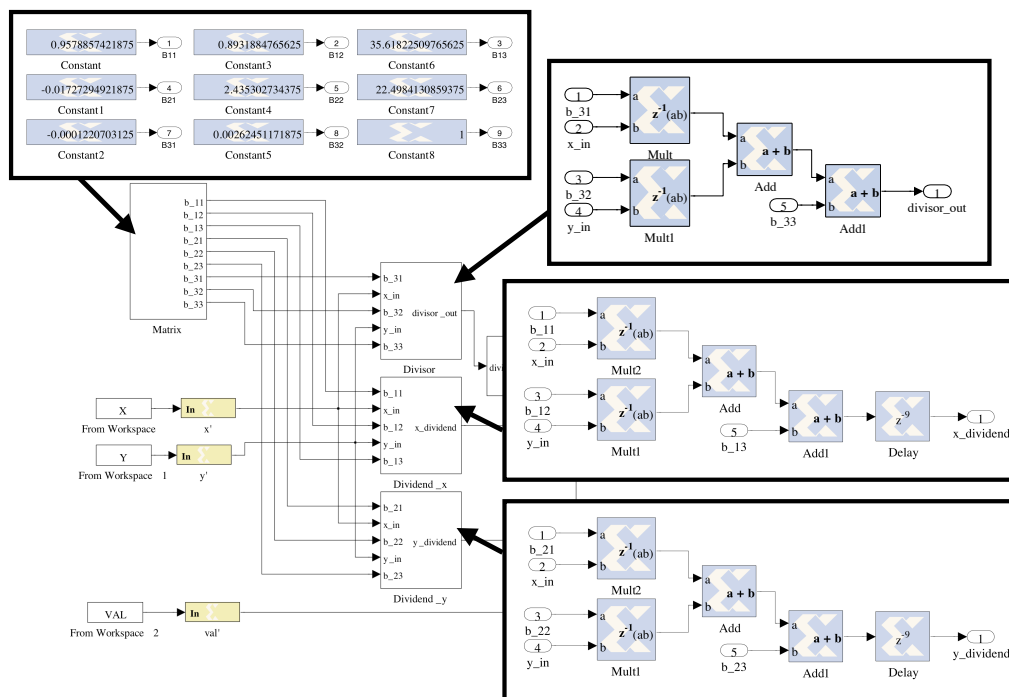 0.9578857421875
1
B11
Constant
0.8931884765625
2
B12
Constant3
35.61822509765625
3
B13
Constant6
-0.01727294921875
4
B21
Constant1
2.435302734375
5
B22
Constant4
22.4984130859375
6
B23
Constant7
-0.0001220703125
7
B31
Constant2
0.00262451171875
8
B32
Constant5
1
9
B33
Constant8
1
b_31
2
x_in
a
b
z-1(ab)
Mult
3
b_32
4
y_in
a
b
z-1(ab)
Mult1
a
b
a + b
Add
5
b_33
a
b
a + b
Add1
1
divisor_out
b_11
b_12
b_13
b_21
b_22
b_23
b_31
b_32
b_33
Matrix
b_31
x_in
b_32
y_in
b_33
divisor _out
Divisor
X
From Workspace
In
x'
Y
From Workspace 1
In
y'
b_11
x_in
b_12
y_in
b_13
x_dividend
Dividend _x
b_21
x_in
b_22
y_in
b_23
y_dividend
Dividend _y
VAL
From Workspace 2
In
val'
1
b_11
2
x_in
a
b
z-1(ab)
Mult2
3
b_12
4
y_in
a
b
z-1(ab)
Mult1
a
b
a + b
Add
5
b_13
a
b
a + b
Add1
z-9
Delay
1
x_dividend
1
b_21
2
x_in
a
b
z-1(ab)
Mult2
3
b_22
4
y_in
a
b
z-1(ab)
Mult1
a
b
a + b
Add
5
b_23
a
b
a + b
Add1
z-9
Delay
1
y_dividend